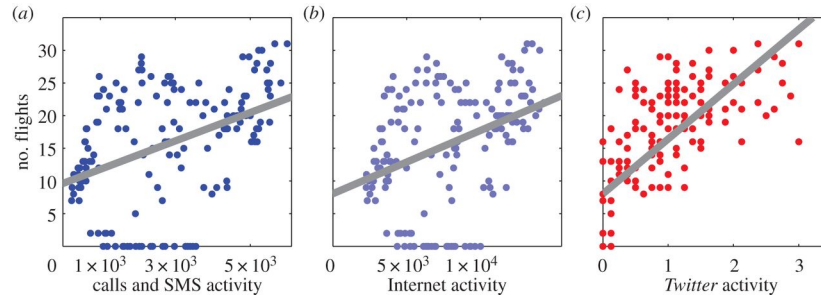 (a) (b) (c)
no. flights
30
25
20
15
10
5
0 1 × 10³ 3 × 10³ 5 × 10³
calls and SMS activity
0 5 × 10³ 1 × 10⁴
Internet activity
0 1 2 3
Twitter activity